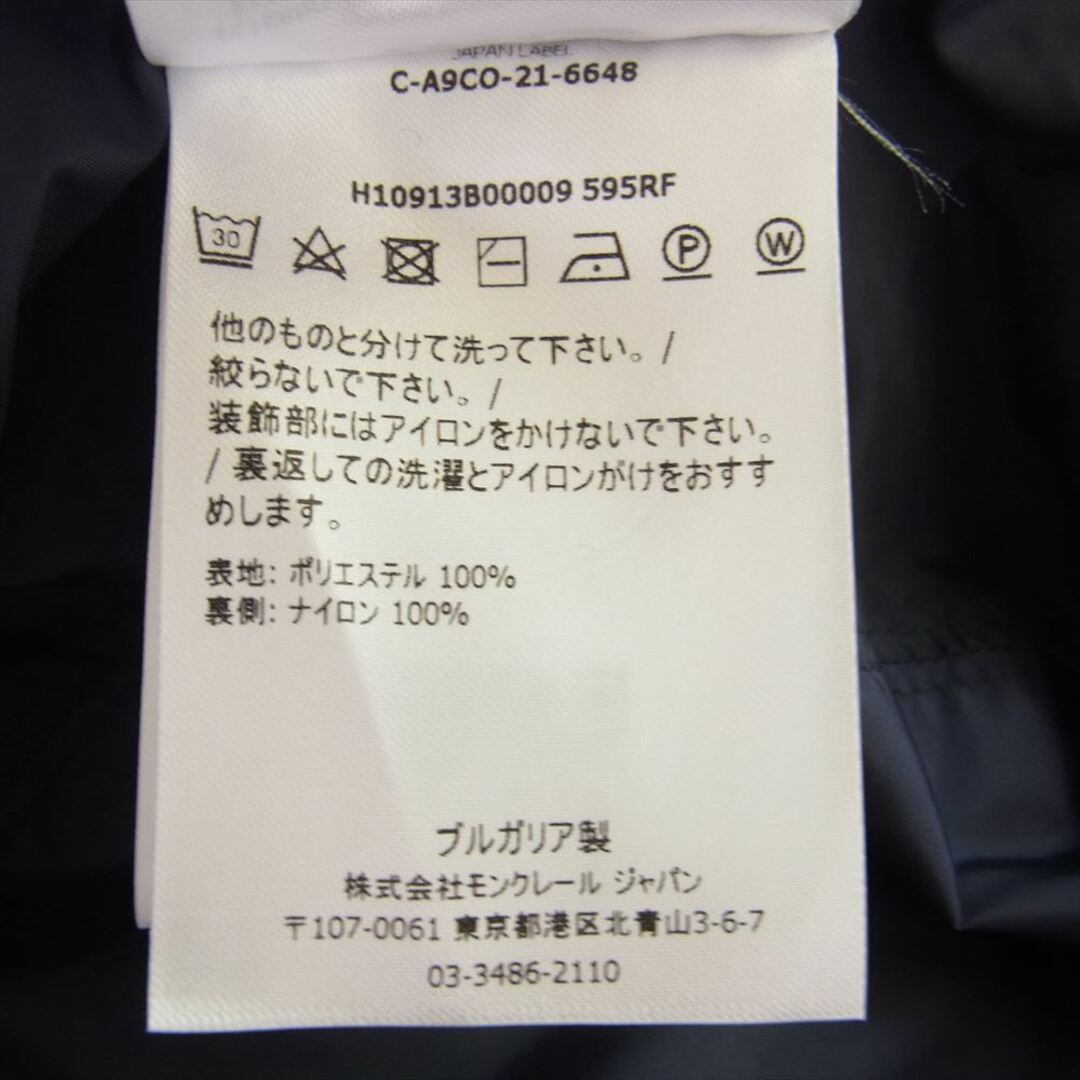 JAPAN LABEL
C-A9CO-21-6648
H10913B00009 595RF
30
P
W
他のものと分けて洗って下さい。/
絞らないで下さい。/
装飾部にはアイロンをかけないで下さい。
/ 裏返しての洗濯とアイロンがけをおすす
めします。
表地: ポリエステル 100%
裏側: ナイロン 100%
ブルガリア製
株式会社モンクレール ジャパン
〒107-0061 東京都港区北青山3-6-7
03-3486-2110